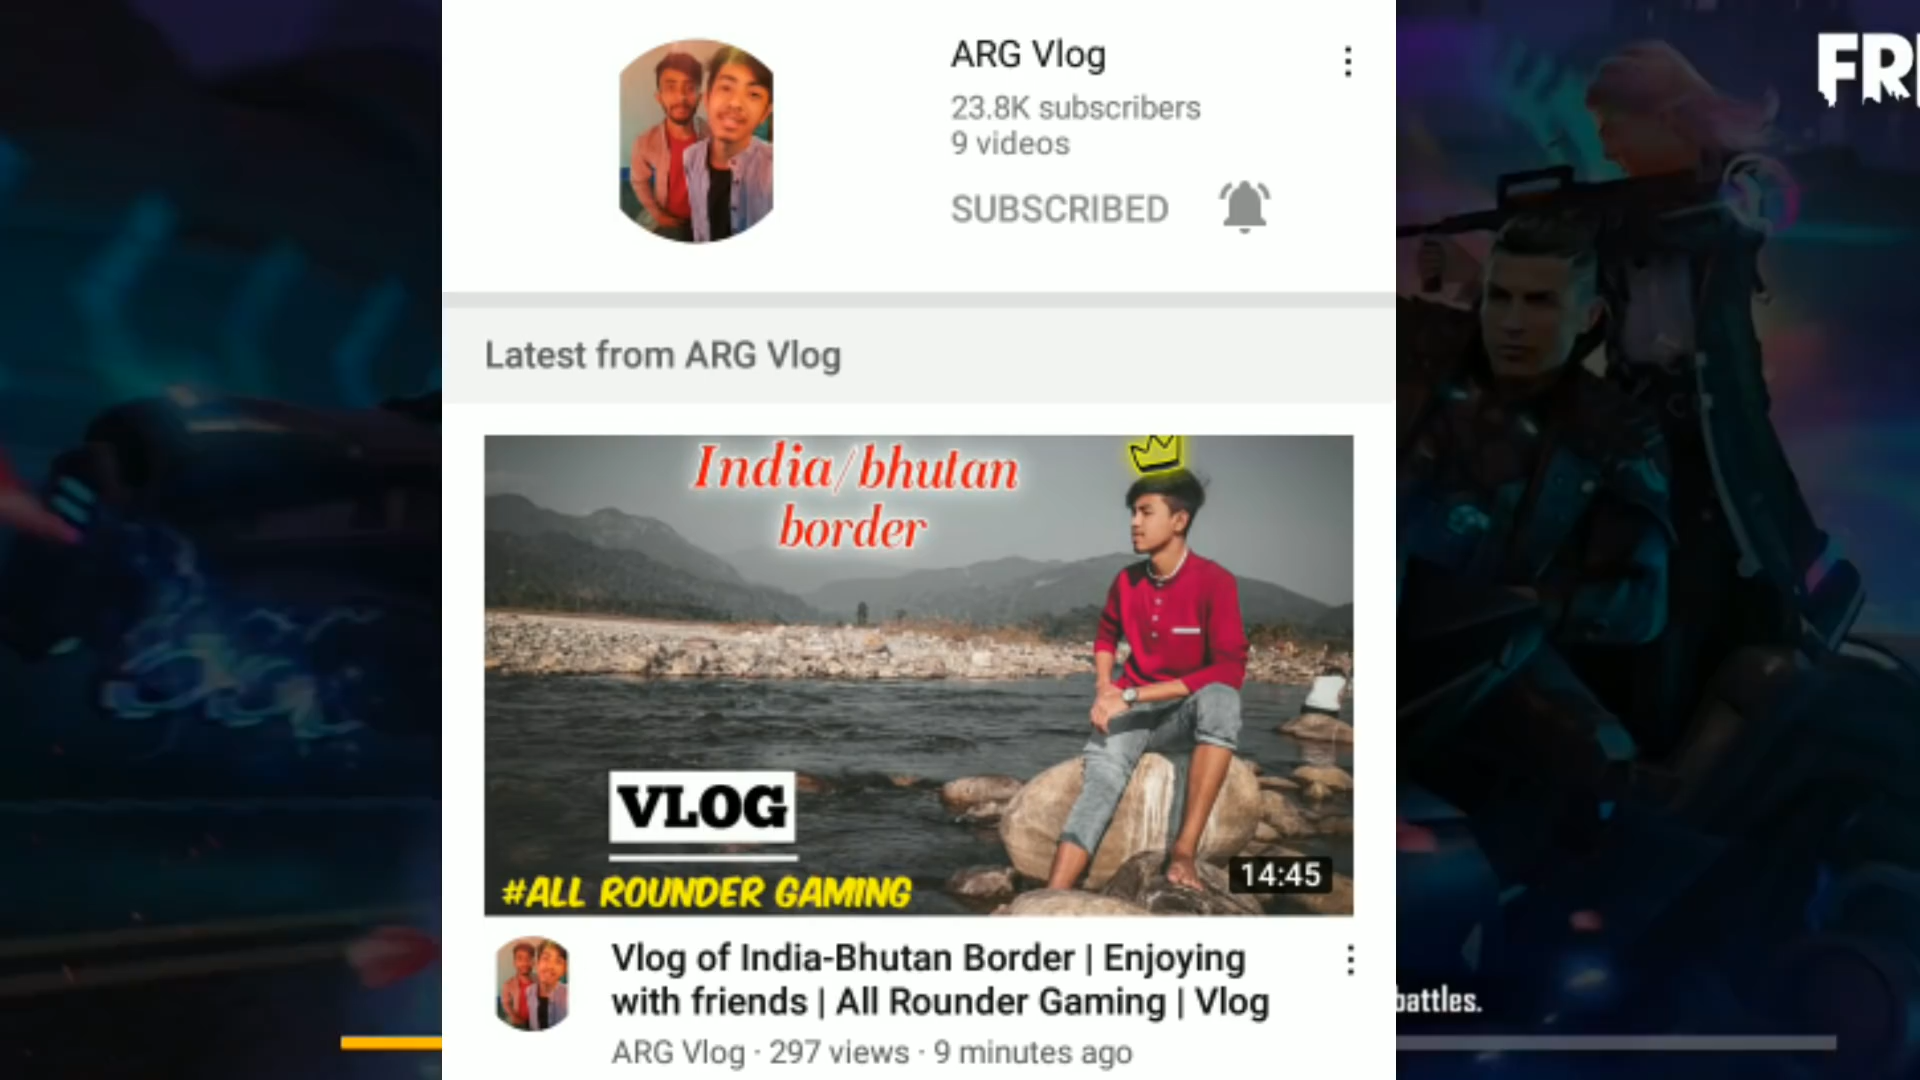 ARG Vlog
23.8K subscribers
9 videos
SUBSCRIBED
Latest from ARG Vlog
India/bhutan
border
VLOG
#ALL ROUNDER GAMING
14:45
Vlog of India-Bhutan Border | Enjoying
with friends | All Rounder Gaming | Vlog
ARG Vlog · 297 views · 9 minutes ago
FR
battles.